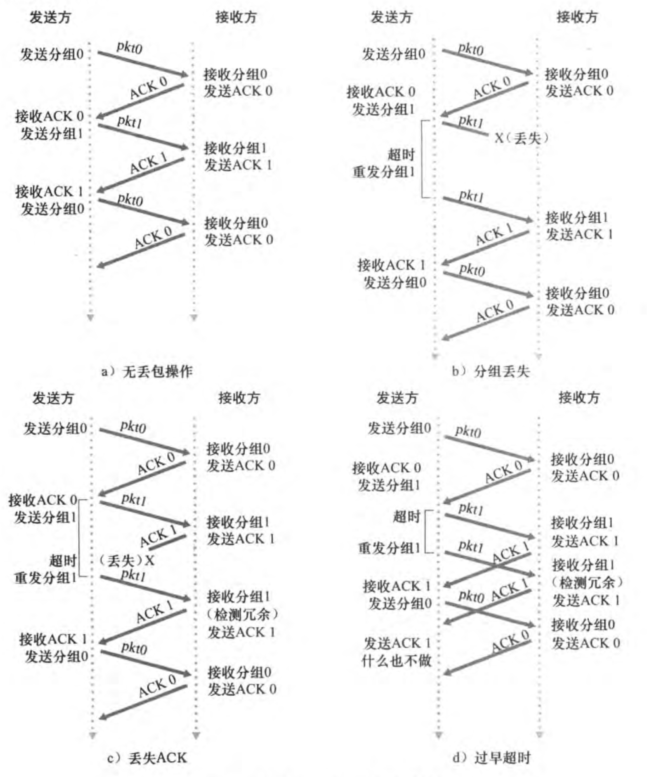 发送方
接收方
发送分组0
pkt0
接收分组0
发送ACK 0
ACK 0
接收ACK 0
发送分组1
pkt1
接收分组1
发送ACK 1
ACK 1
接收ACK 1
发送分组0
pkt0
接收分组0
发送ACK 0
ACK 0
a）无丢包操作
发送方
接收方
发送分组0
pkt0
接收分组0
发送ACK 0
ACK 0
接收ACK 0
发送分组1
pkt1
X(丢失)
超时
重发分组1
pkt1
接收分组1
发送ACK 1
ACK 1
接收ACK 1
发送分组0
pkt0
接收分组0
发送ACK 0
ACK 0
b）分组丢失
发送方
接收方
发送分组0
pkt0
接收分组0
发送ACK 0
ACK 0
接收ACK 0
发送分组1
pkt1
接收分组1
发送ACK 1
ACK 1
(丢失)X
超时
重发分组1
pkt1
接收分组1
(检测冗余)
发送ACK 1
ACK 1
接收ACK 1
发送分组0
pkt0
接收分组0
发送ACK 0
ACK 0
c）丢失ACK
发送方
接收方
发送分组0
pkt0
接收分组0
发送ACK 0
ACK 0
接收ACK 0
发送分组1
pkt1
超时
接收分组1
发送ACK 1
重发分组1
pkt1
ACK 1
接收分组1
(检测冗余)
发送ACK 1
接收ACK 1
发送分组0
pkt0
ACK 1
接收分组0
发送ACK 0
ACK 0
发送ACK 1
什么也不做
d）过早超时